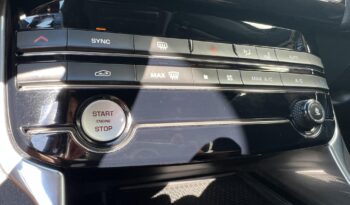 SYNC
MAX
MAX A/C
A/C
START
ENGINE
STOP